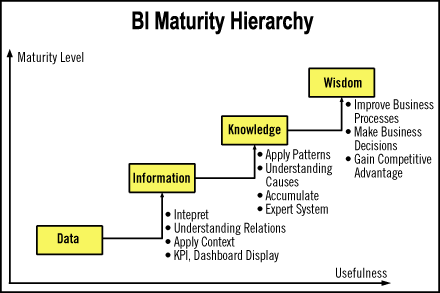 BI Maturity Hierarchy
Maturity Level
Wisdom
Improve Business
Processes
Make Business
Decisions
Gain Competitive
Advantage
Knowledge
Apply Patterns
Understanding
Causes
Accumulate
Expert System
Information
Intepret
Understanding Relations
Apply Context
KPI, Dashboard Display
Data
Usefulness